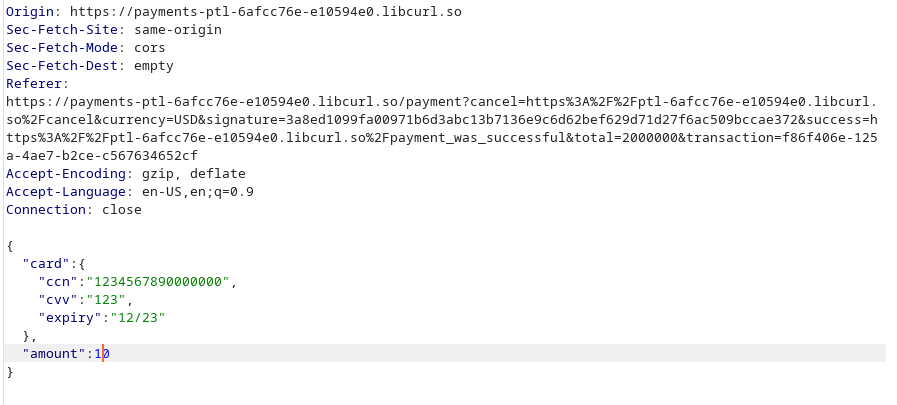 Origin: https://payments-ptl-6afcc76e-e10594e0.libcurl.so
Sec-Fetch-Site: same-origin
Sec-Fetch-Mode: cors
Sec-Fetch-Dest: empty
Referer:
https://payments-ptl-6afcc76e-e10594e0.libcurl.so/payment?cancel=https%3A%2F%2Fptl-6afcc76e-e10594e0.libcurl.
so%2Fcancel&currency=USD&signature=3a8ed1099fa00971b6d3abc13b7136e9c6d62bef629d71d27f6ac509bccae372&success=h
ttps%3A%2F%2Fptl-6afcc76e-e10594e0.libcurl.so%2Fpayment_was_successful&total=2000000&transaction=f86f406e-125
a-4ae7-b2ce-c567634652cf
Accept-Encoding: gzip, deflate
Accept-Language: en-US,en;q=0.9
Connection: close
{
"card":{
"ccn":"1234567890000000",
"cvv":"123",
"expiry":"12/23"
},
"amount":10
}